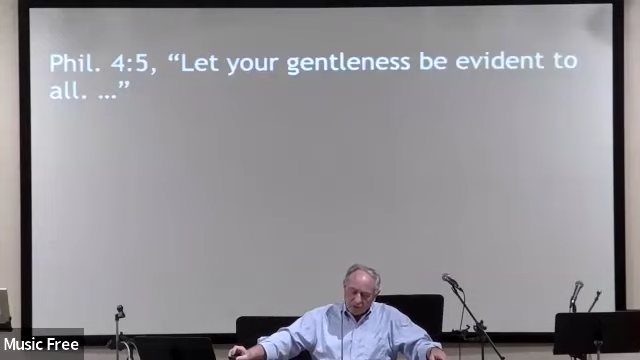 Phil. 4:5, “Let your gentleness be evident to
all. …”
Music Free